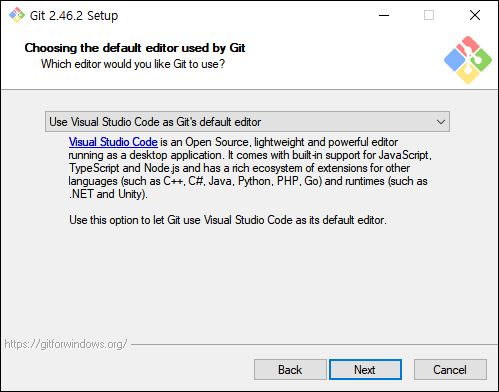 Git 2.46.2 Setup
Choosing the default editor used by Git
Which editor would you like Git to use?
Use Visual Studio Code as Git's default editor
Visual Studio Code is an Open Source, lightweight and powerful editor
running as a desktop application. It comes with built-in support for JavaScript,
TypeScript and Node.js and has a rich ecosystem of extensions for other
languages (such as C++, C#, Java, Python, PHP, Go) and runtimes (such as
.NET and Unity).
Use this option to let Git use Visual Studio Code as its default editor.
https://gitforwindows.org/
Back
Next
Cancel